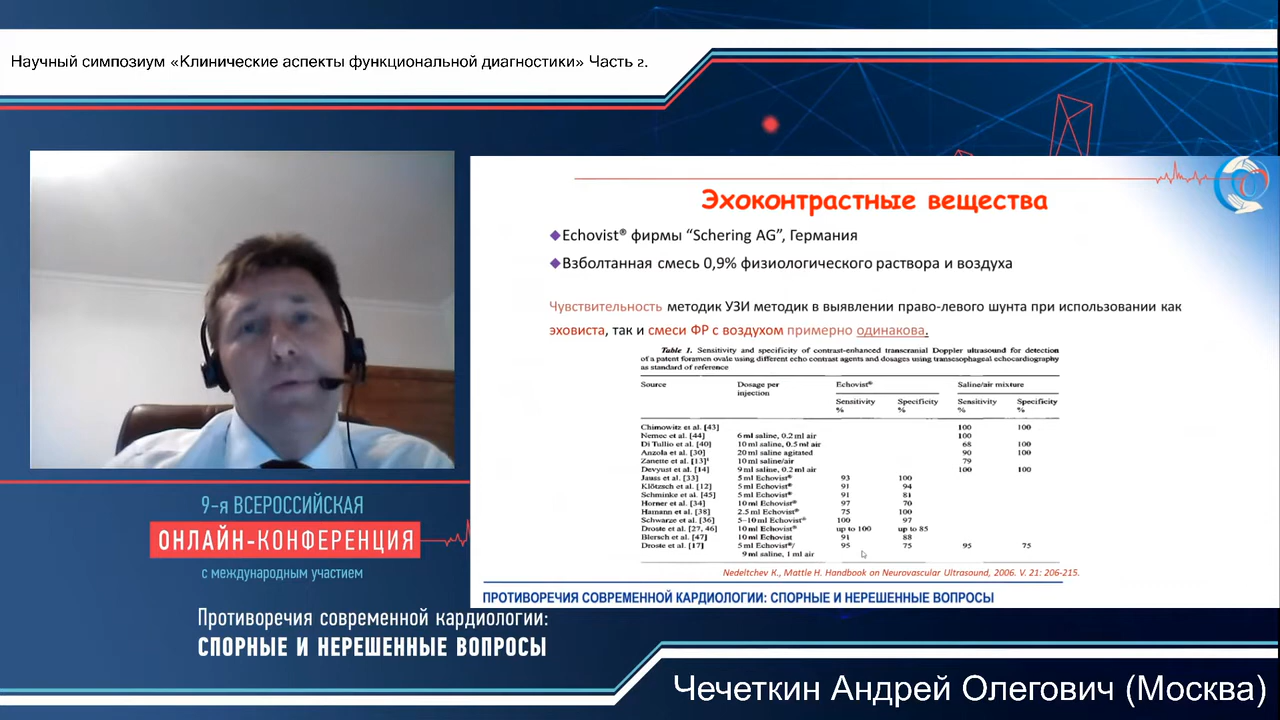 Научный симпозиум «Клинические аспекты функциональной диагностики» Часть 2.
Эхоконтрастные вещества
Echovist® фирмы “Schering AG”, Германия
Взболтанная смесь 0,9% физиологического раствора и воздуха
Чувствительность методик УЗИ методик в выявлении право-левого шунта при использовании как
эховиста, так и смеси ФР с воздухом примерно одинакова.
Table 1. Sensitivity and specificity of contrast-enhanced transcranial Doppler ultrasound for detection
of a patent foramen ovale using different echo contrast agents and dosages using transesophageal echocardiography
as standard of reference
Source Dosage per Echovist® Saline/air mixture
injection
Sensitivity Specificity Sensitivity Specificity
% % % %
Chimowitz et al. [43] 100 100
Nemec et al. [44] 6 ml saline, 0.2 ml air 100
Di Tullio et al. [40] 10 ml saline, 0.5 ml air 68 100
Anzola et al. [30] 20 ml saline agitated 90 100
Zanette et al. [13]¹ 10 ml saline/air 79
Devyust et al. [14] 9 ml saline, 0.2 ml air 100 100
Jauss et al. [33] 5 ml Echovist® 93 100
Klötzsch et al. [12] 5 ml Echovist® 91 94
Schminke et al. [45] 5 ml Echovist® 91 81
Horner et al. [34] 10 ml Echovist® 97 70
Hamann et al. [38] 2.5 ml Echovist® 75 100
Schwarze et al. [36] 5–10 ml Echovist® 100 97
Droste et al. [27, 46] 10 ml Echovist® up to 100 up to 85
Blersch et al. [47] 10 ml Echovist 91 88
Droste et al. [17] 5 ml Echovist®/ 95 75 95 75
9 ml saline, 1 ml air
Nedeltchev K., Mattle H. Handbook on Neurovascular Ultrasound, 2006. V. 21: 206-215.
ПРОТИВОРЕЧИЯ СОВРЕМЕННОЙ КАРДИОЛОГИИ: СПОРНЫЕ И НЕРЕШЕННЫЕ ВОПРОСЫ
9-я ВСЕРОССИЙСКАЯ
ОНЛАЙН-КОНФЕРЕНЦИЯ
с международным участием
Противоречия современной кардиологии:
СПОРНЫЕ И НЕРЕШЕННЫЕ ВОПРОСЫ
Чечеткин Андрей Олегович (Москва)